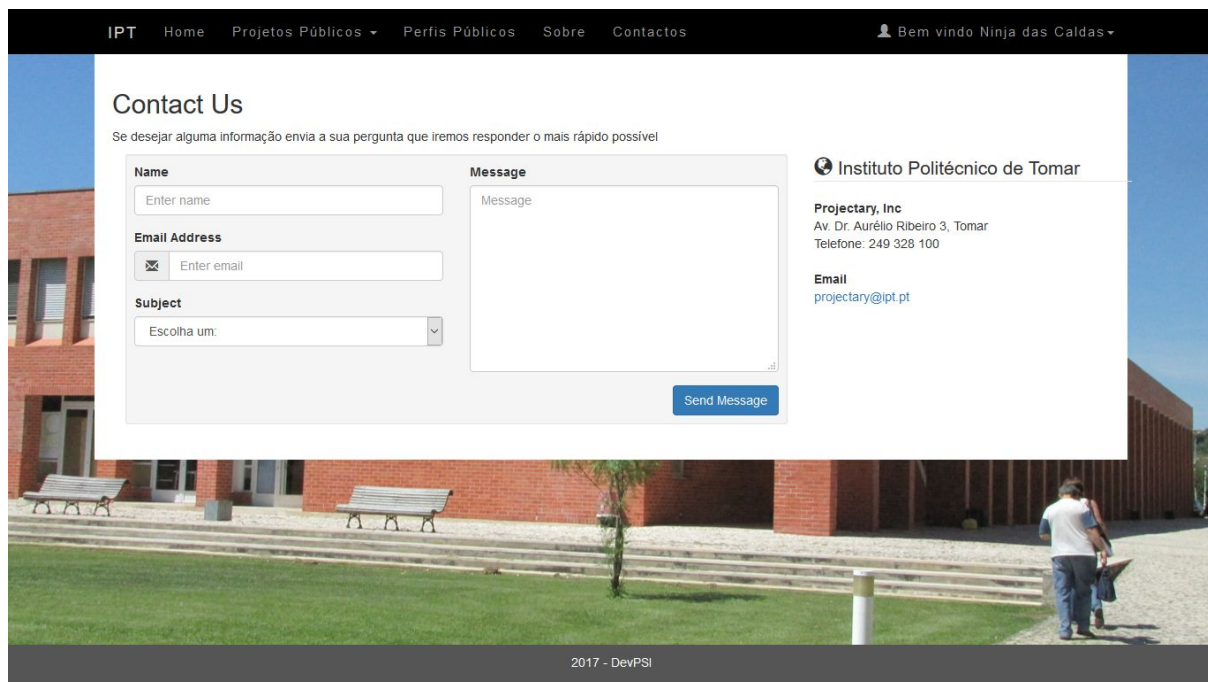 IPT Home Projetos Públicos Perfis Públicos Sobre Contactos Bem vindo Ninja das Caldas
Contact Us
Se desejar alguma informação envia a sua pergunta que iremos responder o mais rápido possível
Name
Enter name
Email Address
Enter email
Subject
Escolha um:
Message
Message
Send Message
Instituto Politécnico de Tomar
Projectary, Inc
Av. Dr. Aurélio Ribeiro 3, Tomar
Telefone: 249 328 100
Email
projectary@ipt.pt
2017 - DevPSI